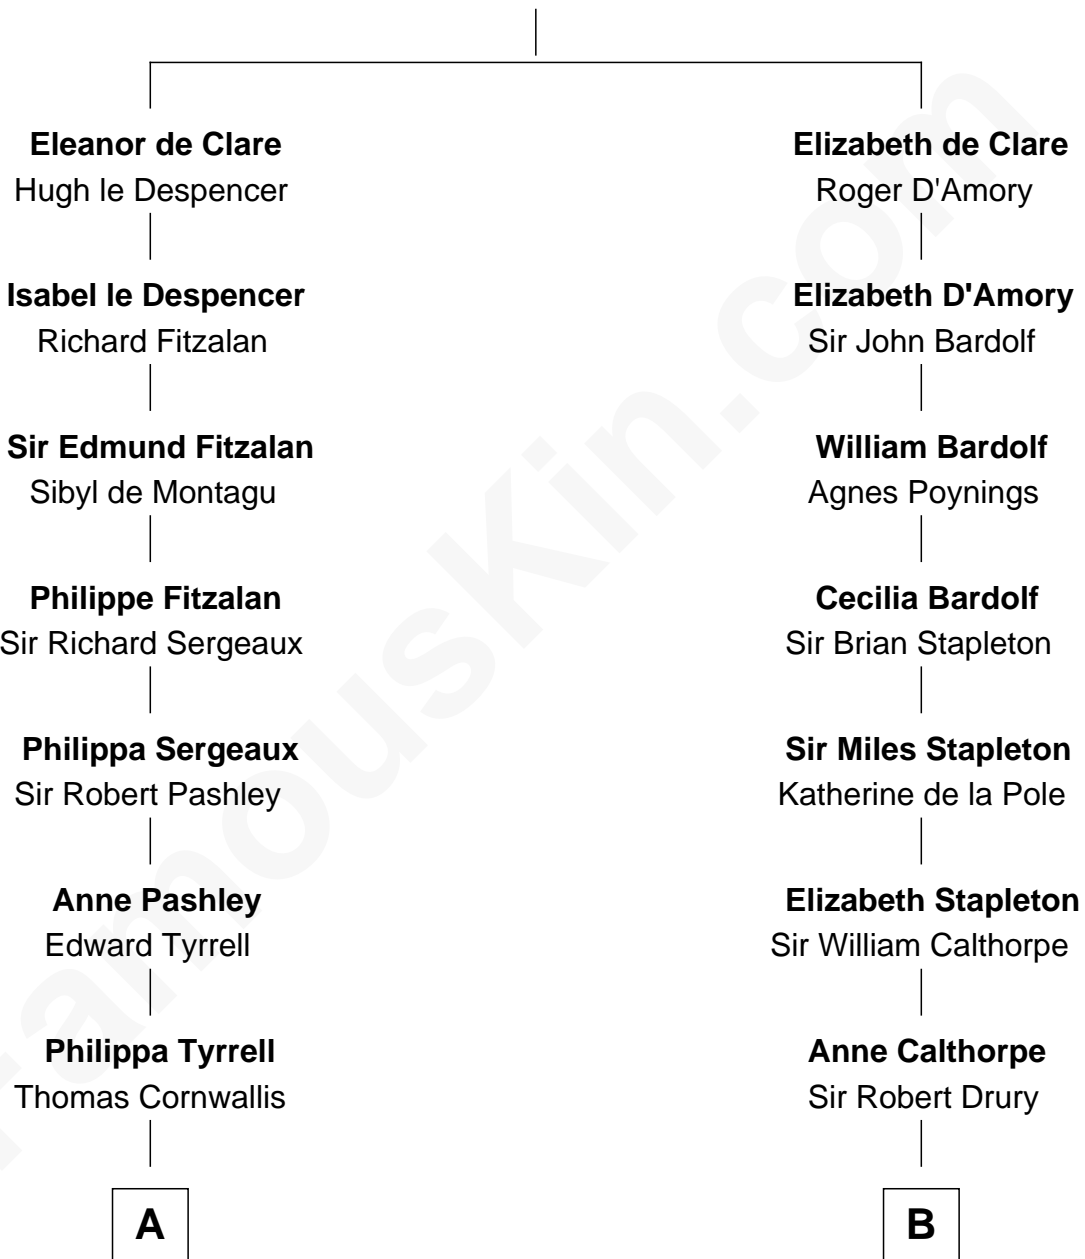 Eleanor de Clare
Hugh le Despencer
Isabel le Despencer
Richard Fitzalan
Sir Edmund Fitzalan
Sibyl de Montagu
Philippe Fitzalan
Sir Richard Sergeaux
Philippa Sergeaux
Sir Robert Pashley
Anne Pashley
Edward Tyrrell
Philippa Tyrrell
Thomas Cornwallis
A
Elizabeth de Clare
Roger D'Amory
Elizabeth D'Amory
Sir John Bardolf
William Bardolf
Agnes Poynings
Cecilia Bardolf
Sir Brian Stapleton
Sir Miles Stapleton
Katherine de la Pole
Elizabeth Stapleton
Sir William Calthorpe
Anne Calthorpe
Sir Robert Drury
B
FamousKin.com